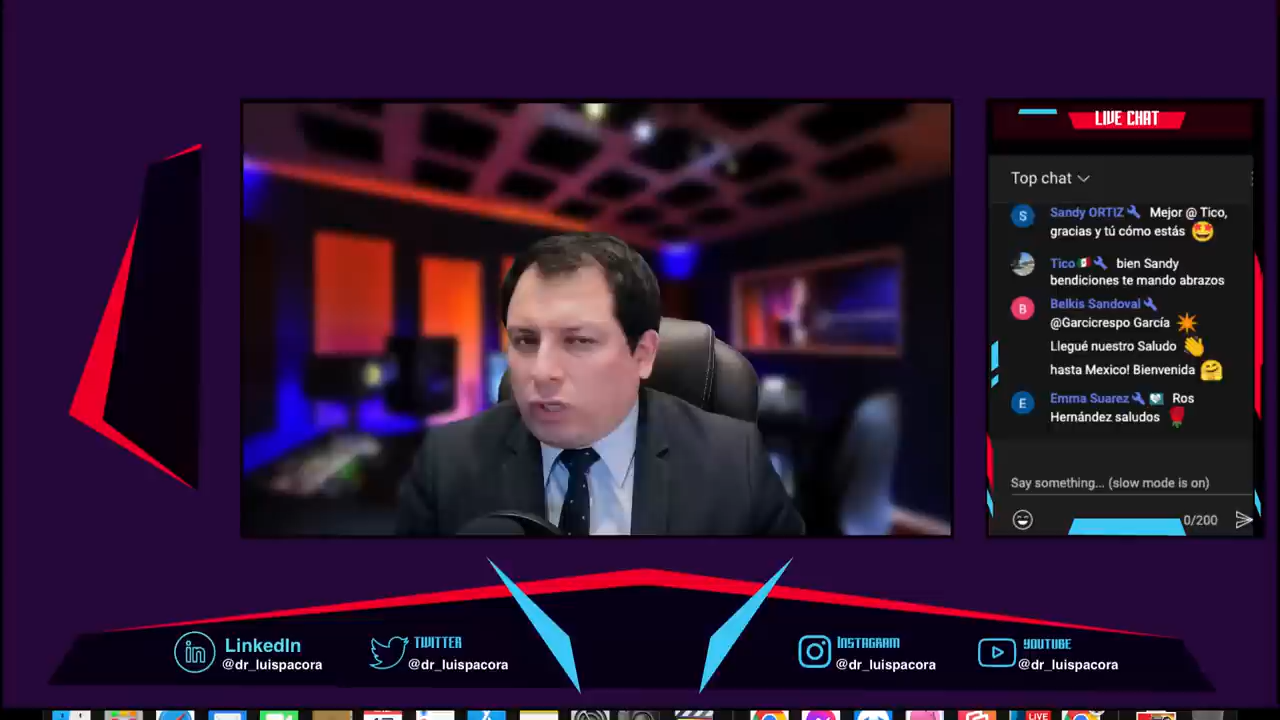 LIVE CHAT
Top chat
S
Sandy ORTIZ Mejor @ Tico,
gracias y tú cómo estás
Tico bien Sandy
bendiciones te mando abrazos
B
Belkis Sandoval
@Garcicrespo García
Llegué nuestro Saludo
hasta Mexico! Bienvenida
E
Emma Suarez Ros
Hernández saludos
Say something... (slow mode is on)
0/200
in
LinkedIn
@dr_luispacora
TWITTER
@dr_luispacora
INSTAGRAM
@dr_luispacora
YOUTUBE
@dr_luispacora
LIVE